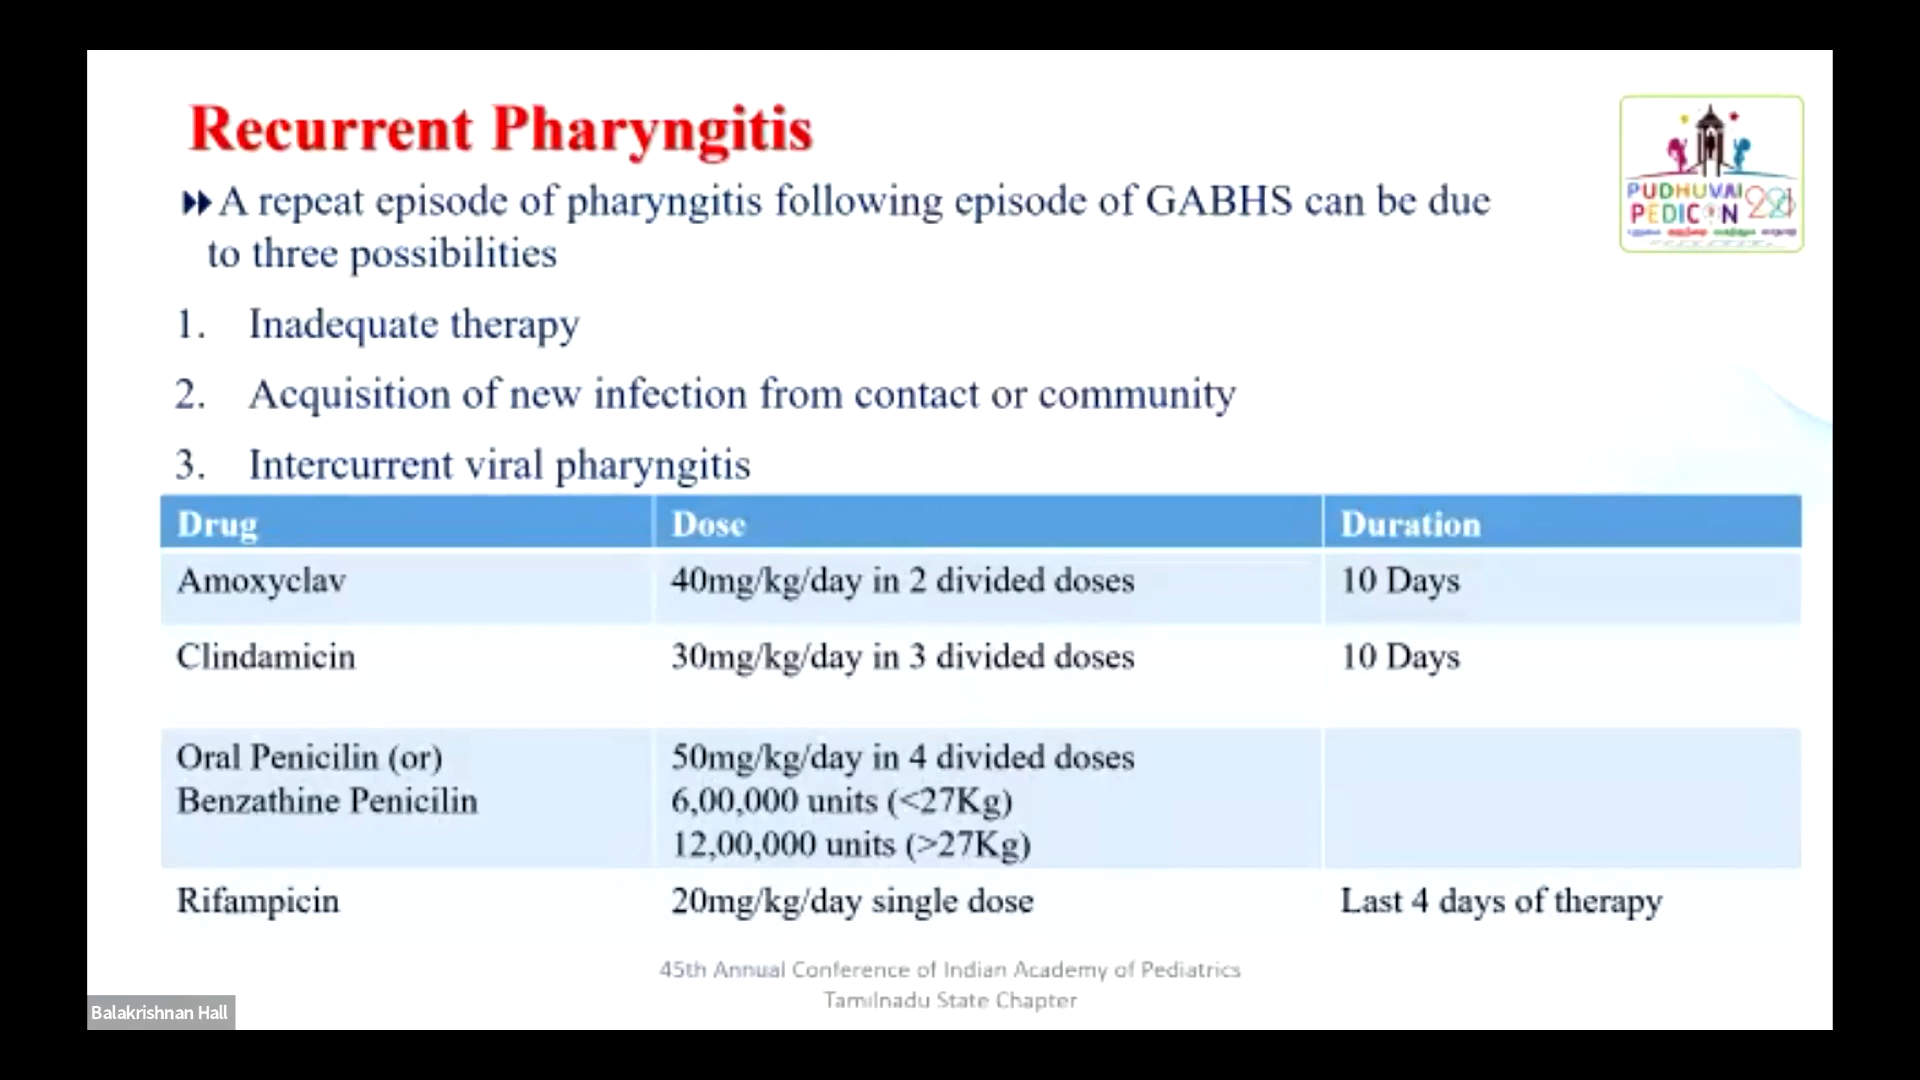 Recurrent Pharyngitis
A repeat episode of pharyngitis following episode of GABHS can be due
to three possibilities
1. Inadequate therapy
2. Acquisition of new infection from contact or community
3. Intercurrent viral pharyngitis
Drug Dose Duration
Amoxyclav 40mg/kg/day in 2 divided doses 10 Days
Clindamicin 30mg/kg/day in 3 divided doses 10 Days
Oral Penicilin (or) 50mg/kg/day in 4 divided doses
Benzathine Penicilin 6,00,000 units (<27Kg)
12,00,000 units (>27Kg)
Rifampicin 20mg/kg/day single dose Last 4 days of therapy
45th Annual Conference of Indian Academy of Pediatrics
Tamilnadu State Chapter
Balakrishnan Hall
PUDHUVAI
PEDICON